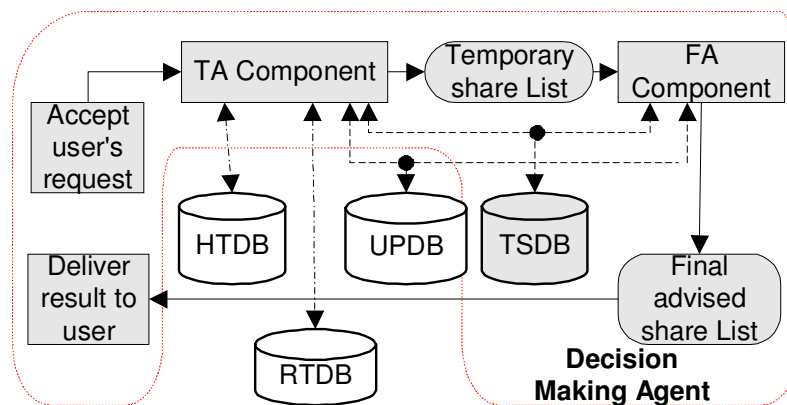 TA Component
Temporary
share List
FA
Component
Accept
user's
request
HTDB
UPDB
TSDB
Deliver
result to
user
Final
advised
share List
RTDB
Decision
Making Agent